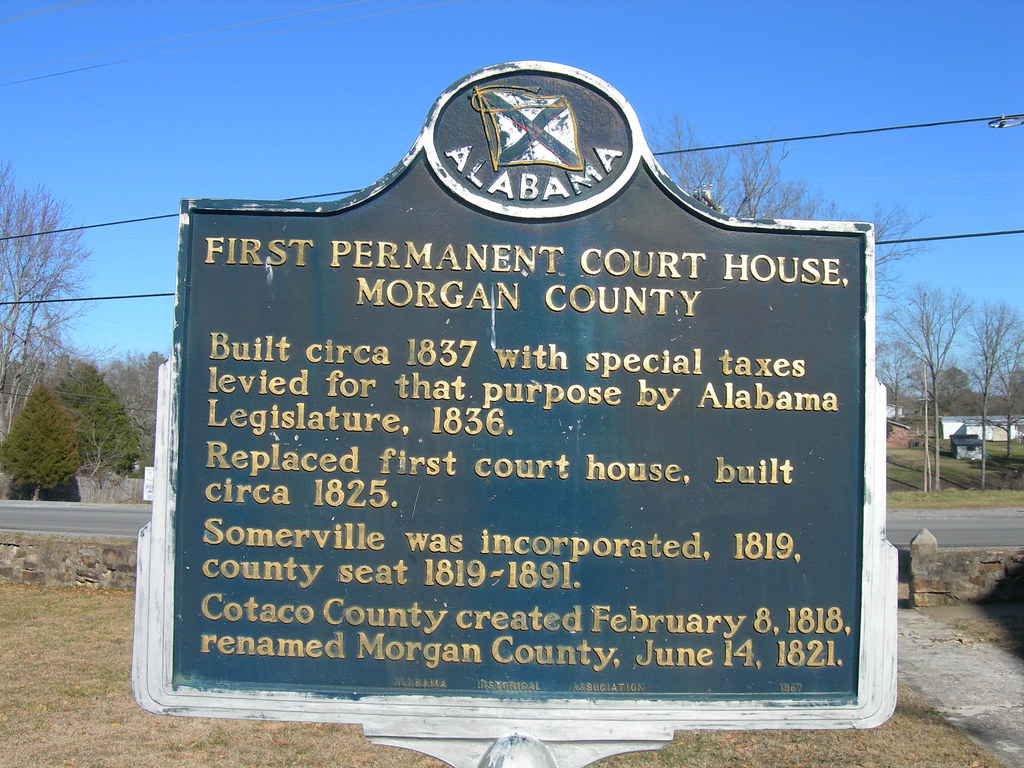 ALABAMA
FIRST PERMANENT COURT HOUSE,
MORGAN COUNTY
Built circa 1837 with special taxes
levied for that purpose by Alabama
Legislature, 1836.
Replaced first court house, built
circa 1825.
Somerville was incorporated, 1819,
county seat 1819-1891.
Cotaco County created February 8, 1818,
renamed Morgan County, June 14, 1821.
ALABAMA HISTORICAL ASSOCIATION 1967